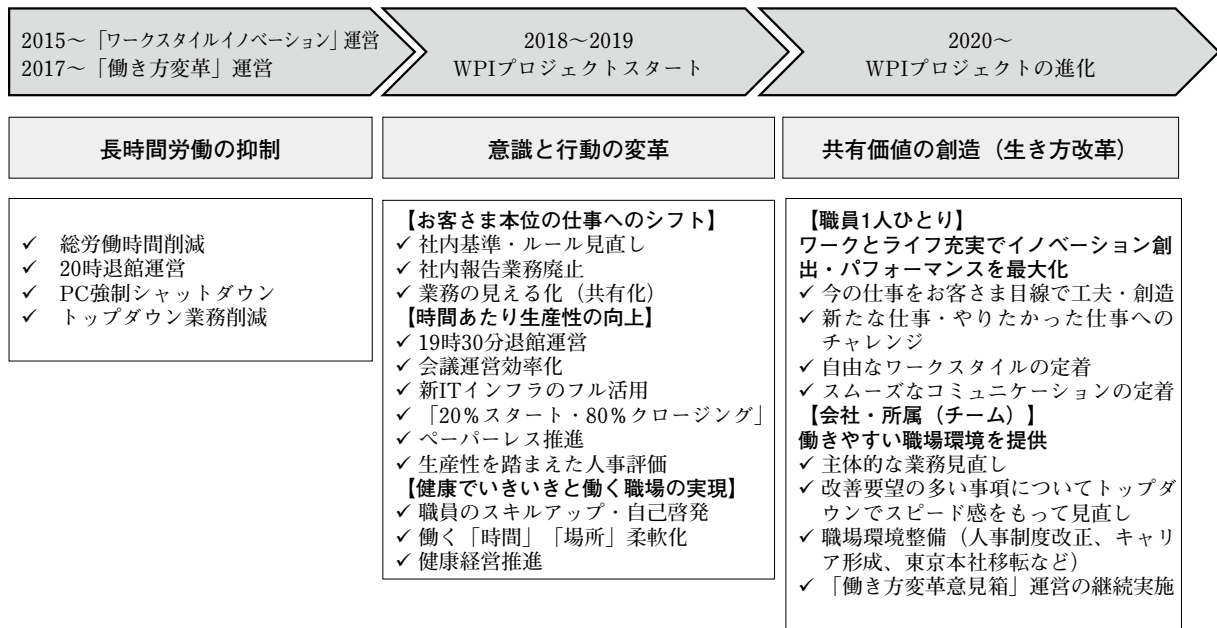 2015～「ワークスタイルイノベーション」運営
2017～「働き方変革」運営
2018～2019
WPIプロジェクトスタート
2020～
WPIプロジェクトの進化
長時間労働の抑制
✓ 総労働時間削減
✓ 20時退館運営
✓ PC強制シャットダウン
✓ トップダウン業務削減
意識と行動の変革
【お客さま本位の仕事へのシフト】
✓ 社内基準・ルール見直し
✓ 社内報告業務廃止
✓ 業務の見える化（共有化）
【時間あたり生産性の向上】
✓ 19時30分退館運営
✓ 会議運営効率化
✓ 新ITインフラのフル活用
✓ 「20%スタート・80%クロージング」
✓ ペーパーレス推進
✓ 生産性を踏まえた人事評価
【健康でいきいきと働く職場の実現】
✓ 職員のスキルアップ・自己啓発
✓ 働く「時間」「場所」柔軟化
✓ 健康経営推進
共有価値の創造（生き方改革）
【職員1人ひとり】
ワークとライフ充実でイノベーション創
出・パフォーマンスを最大化
✓ 今の仕事をお客さま目線で工夫・創造
✓ 新たな仕事・やりたかった仕事への
チャレンジ
✓ 自由なワークスタイルの定着
✓ スムーズなコミュニケーションの定着
【会社・所属（チーム）】
働きやすい職場環境を提供
✓ 主体的な業務見直し
✓ 改善要望の多い事項についてトップダ
ウンでスピード感をもって見直し
✓ 職場環境整備（人事制度改正、キャリ
ア形成、東京本社移転など）
✓ 「働き方変革意見箱」運営の継続実施